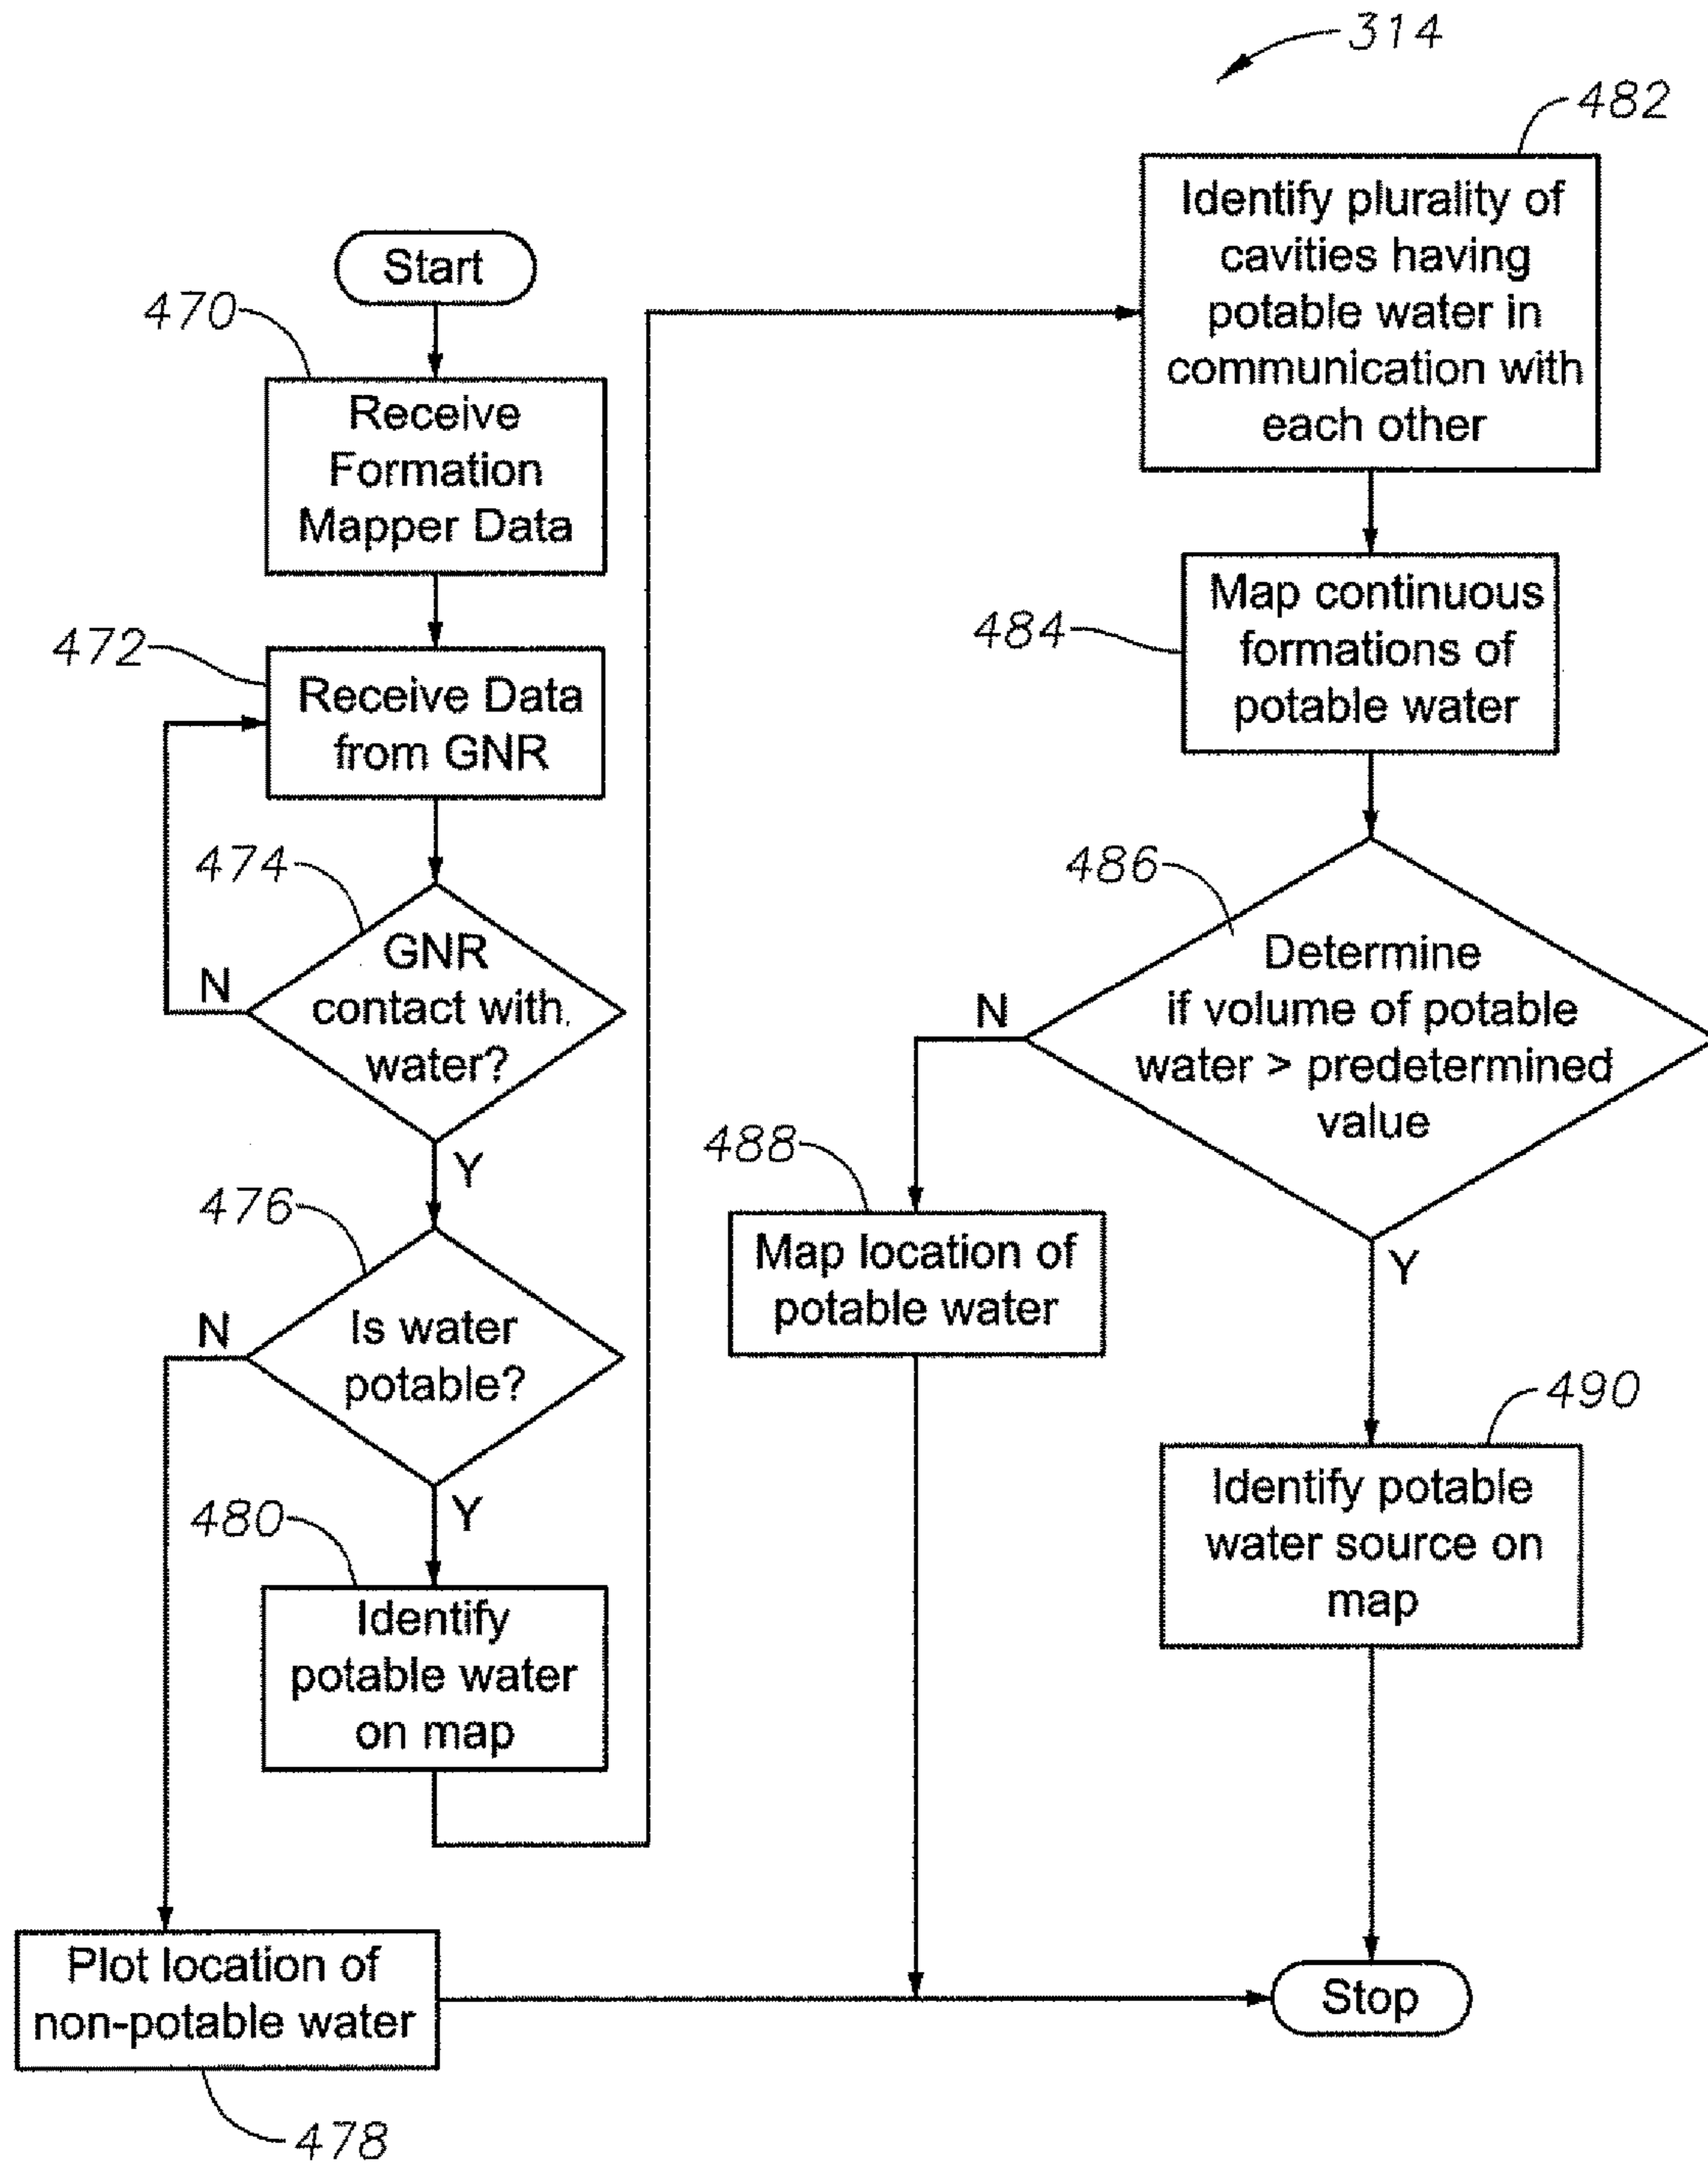 314
482
Identify plurality of
cavities having
potable water in
communication with
each other
Start
470
Receive
Formation
Mapper Data
472
Receive Data
from GNR
484
Map continuous
formations of
potable water
474
GNR
contact with
water?
N
Y
486
Determine
if volume of potable
water > predetermined
value
N
Y
476
Is water
potable?
N
Y
488
Map location of
potable water
490
Identify potable
water source on
map
480
Identify
potable water
on map
Plot location of
non-potable water
478
Stop